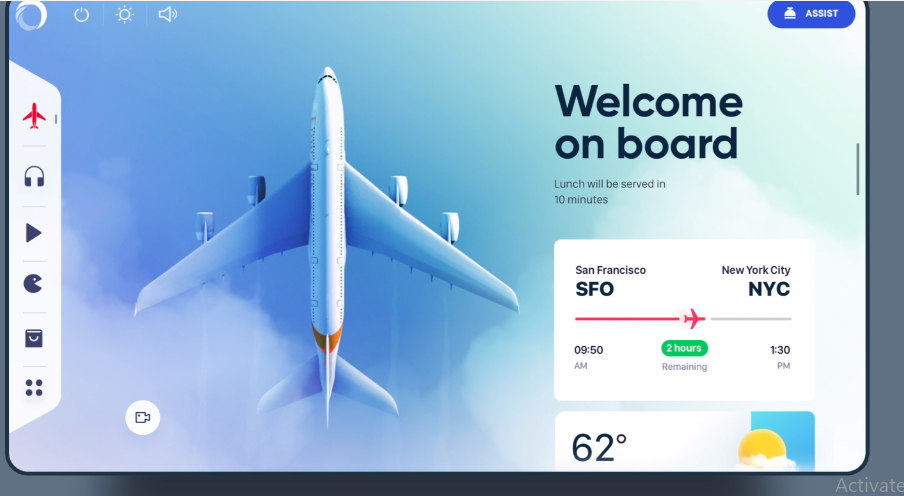 ASSIST
Welcome
on board
Lunch will be served in
10 minutes
San Francisco New York City
SFO NYC
09:50 2 hours 1:30
AM Remaining PM
62°
Activate